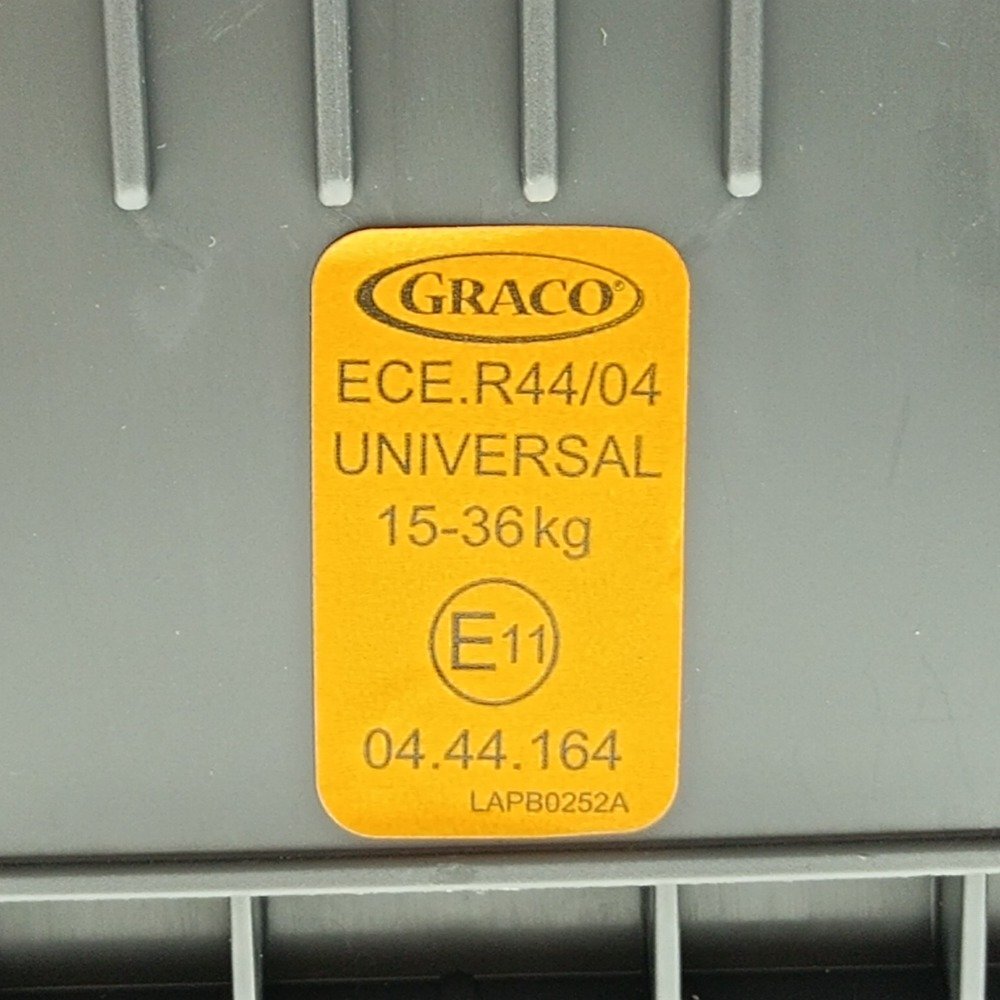 GRACO®
ECE.R44/04
UNIVERSAL
15-36kg
E11
04.44.164
LAPB0252A